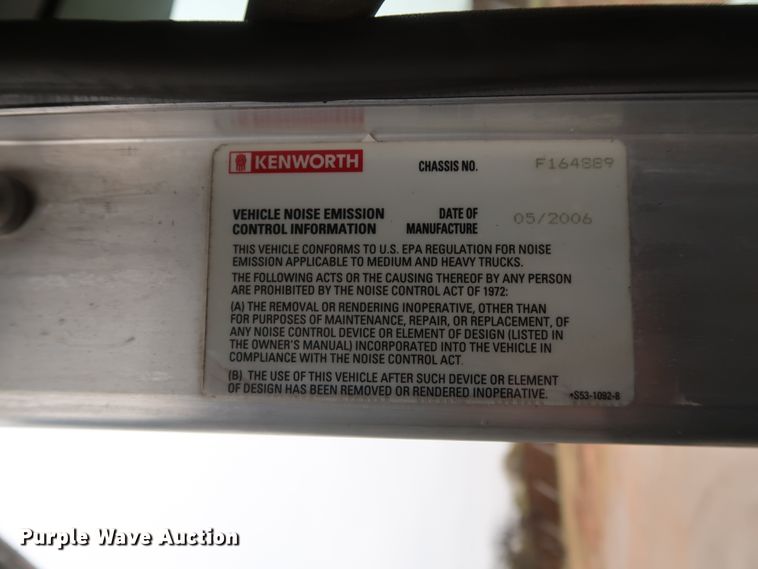 KENWORTH CHASSIS NO. F164889
VEHICLE NOISE EMISSION DATE OF
CONTROL INFORMATION MANUFACTURE 05/2006
THIS VEHICLE CONFORMS TO U.S. EPA REGULATION FOR NOISE
EMISSION APPLICABLE TO MEDIUM AND HEAVY TRUCKS.
THE FOLLOWING ACTS OR THE CAUSING THEREOF BY ANY PERSON
ARE PROHIBITED BY THE NOISE CONTROL ACT OF 1972:
(A) THE REMOVAL OR RENDERING INOPERATIVE, OTHER THAN
FOR PURPOSES OF MAINTENANCE, REPAIR, OR REPLACEMENT, OF
ANY NOISE CONTROL DEVICE OR ELEMENT OF DESIGN (LISTED IN
THE OWNER'S MANUAL) INCORPORATED INTO THE VEHICLE IN
COMPLIANCE WITH THE NOISE CONTROL ACT.
(B) THE USE OF THIS VEHICLE AFTER SUCH DEVICE OR ELEMENT
OF DESIGN HAS BEEN REMOVED OR RENDERED INOPERATIVE. S53-1092-8
Purple Wave Auction